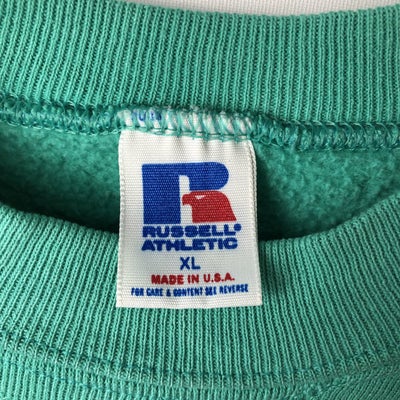 R
RUSSELL®
ATHLETIC
XL
MADE IN U.S.A.
FOR CARE & CONTENT SEE REVERSE